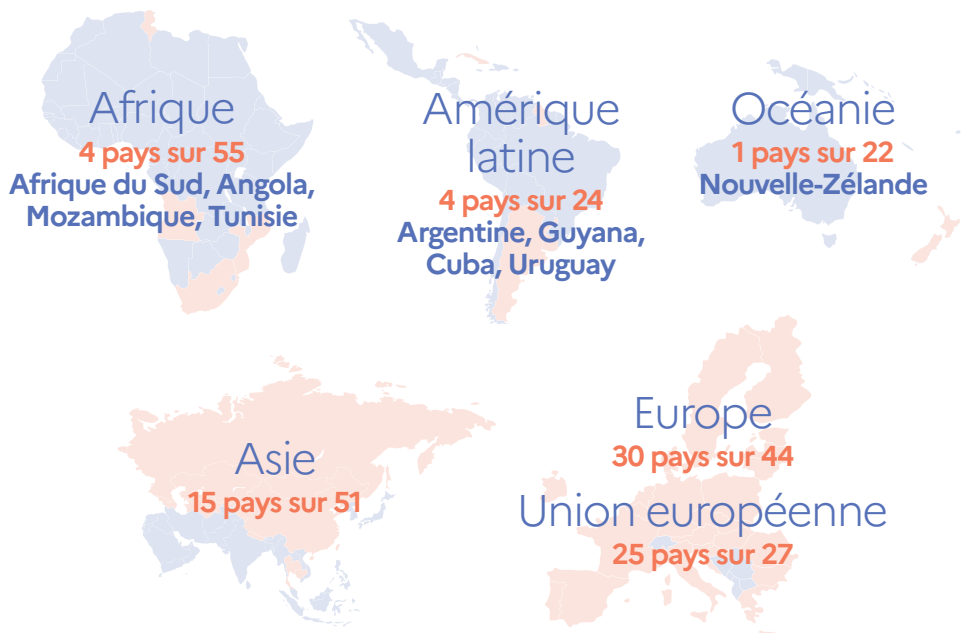 Afrique
4 pays sur 55
Afrique du Sud, Angola,
Mozambique, Tunisie
Amérique
latine
4 pays sur 24
Argentine, Guyana,
Cuba, Uruguay
Océanie
1 pays sur 22
Nouvelle-Zélande
Asie
15 pays sur 51
Europe
30 pays sur 44
Union européenne
25 pays sur 27